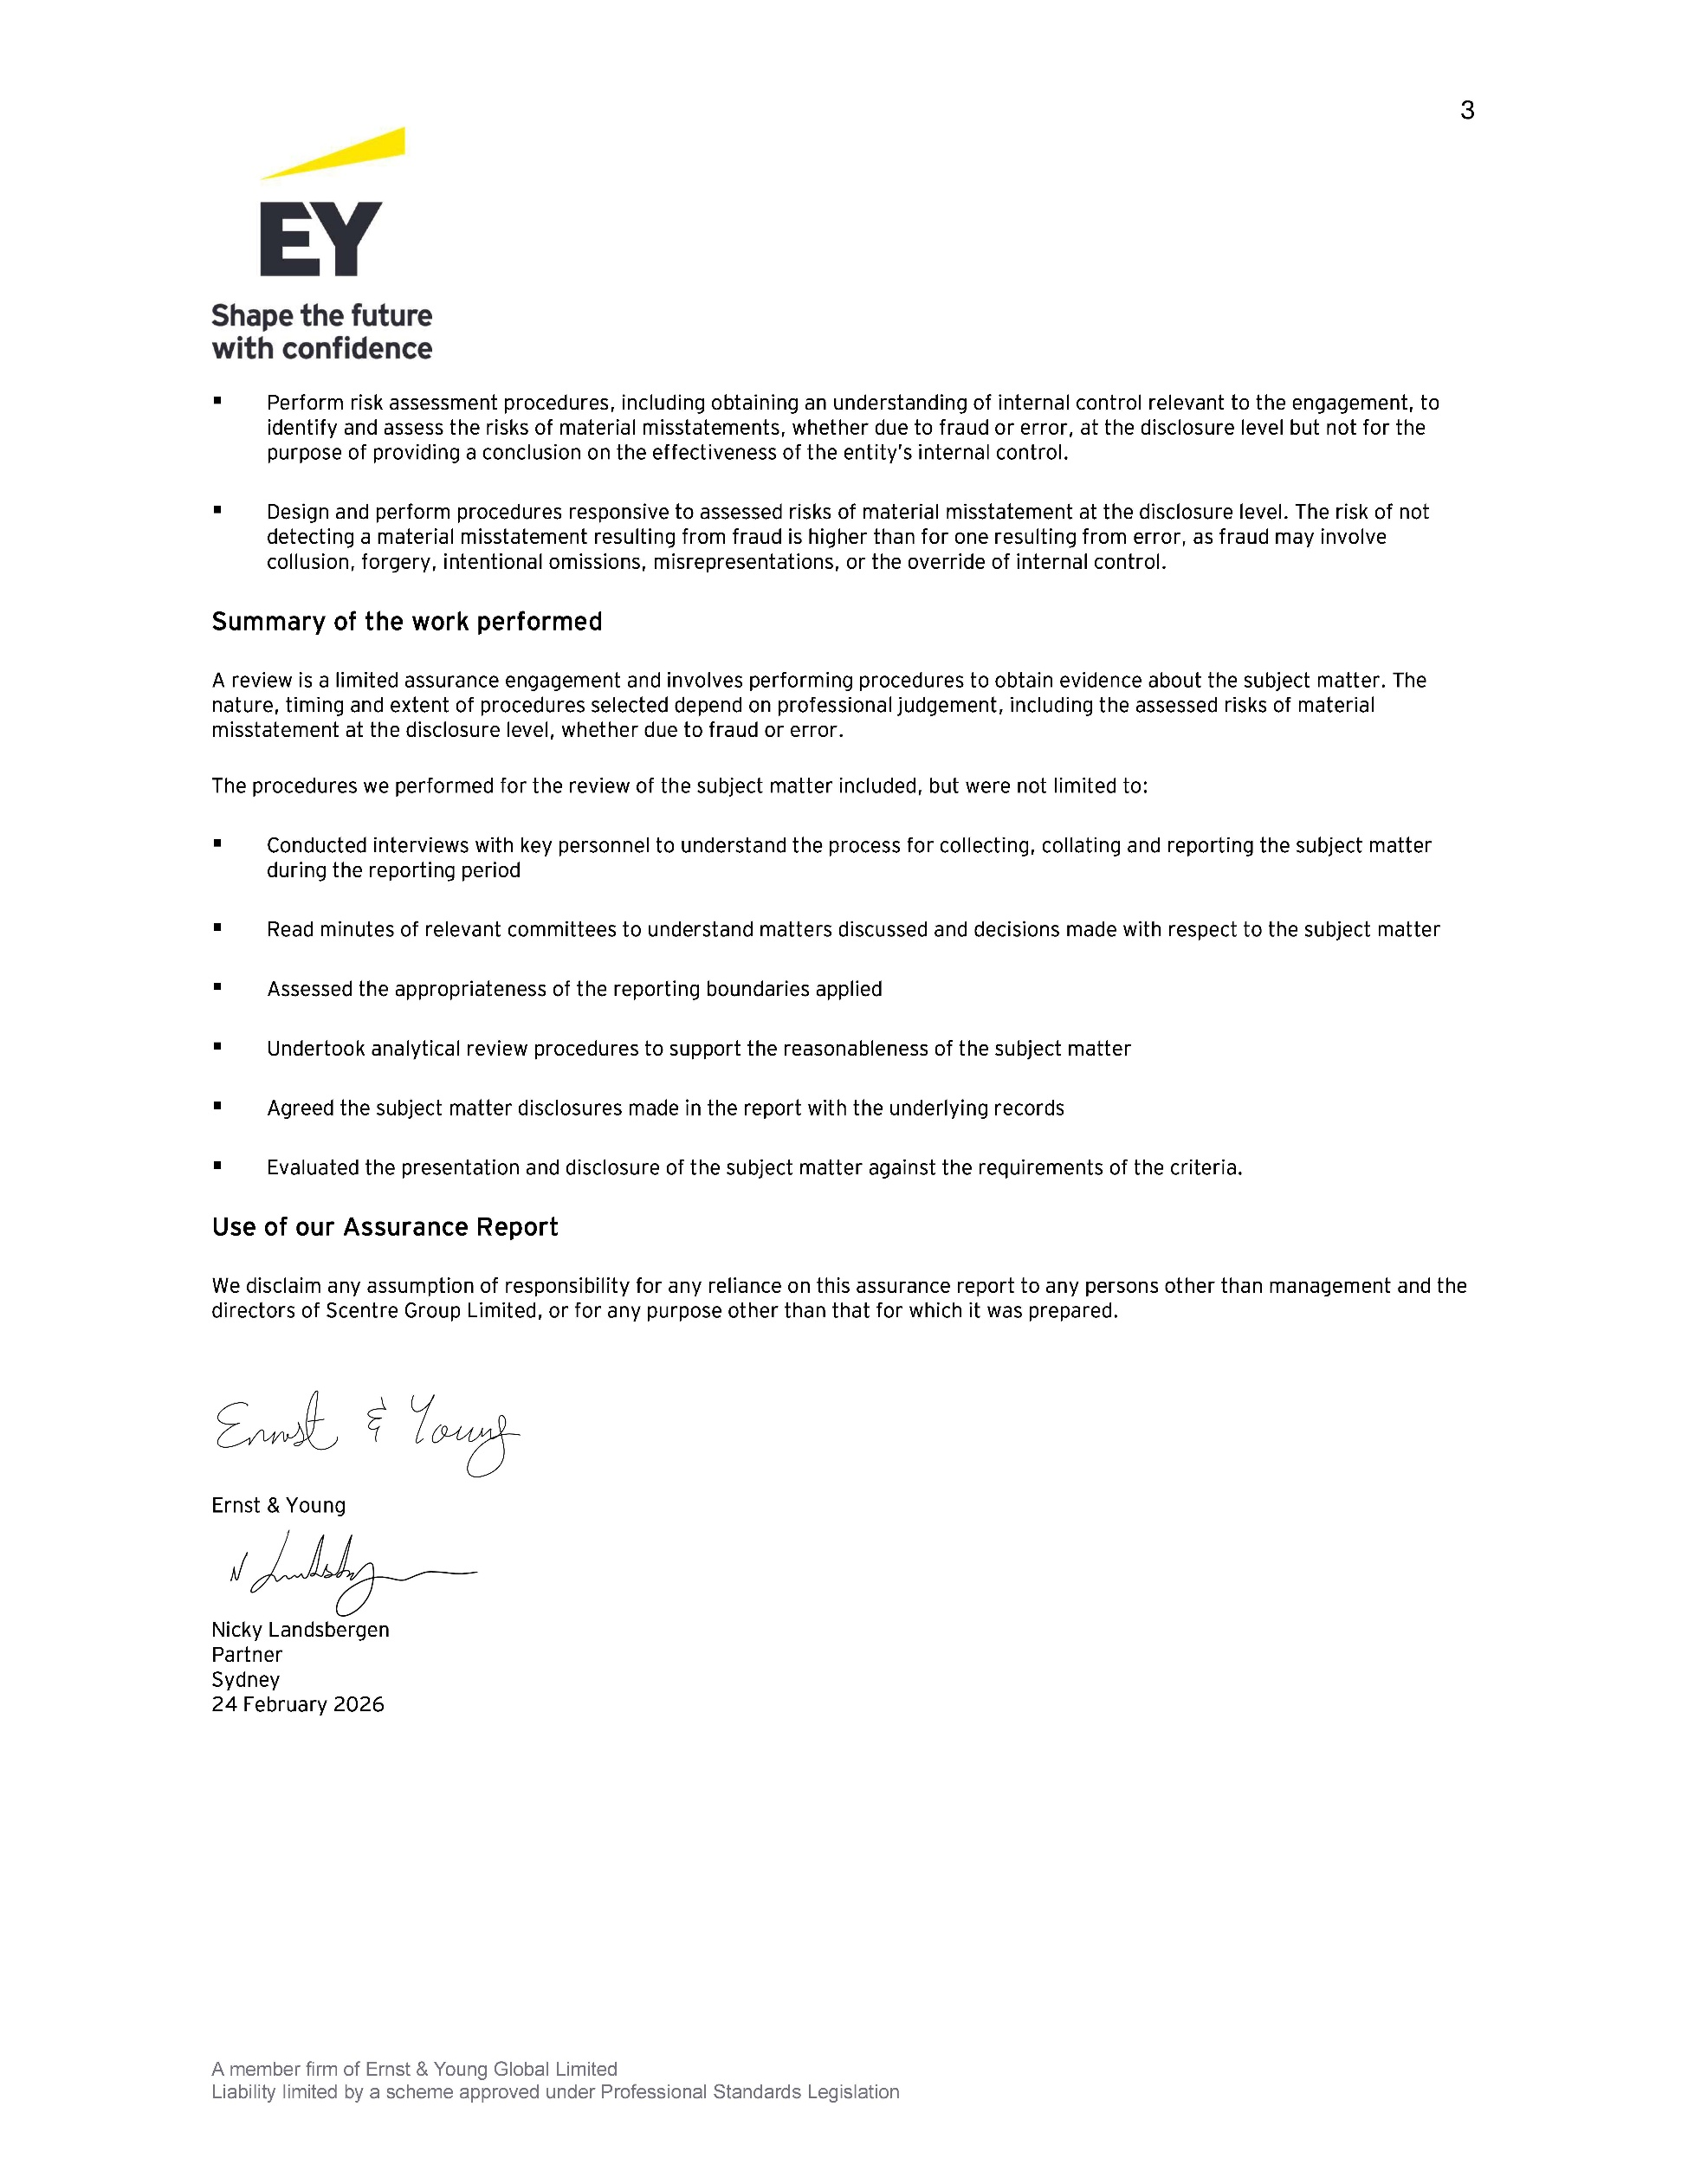 3
EY
Shape the future
with confidence
▪ Perform risk assessment procedures, including obtaining an understanding of internal control relevant to the engagement, to
identify and assess the risks of material misstatements, whether due to fraud or error, at the disclosure level but not for the
purpose of providing a conclusion on the effectiveness of the entity's internal control.
▪ Design and perform procedures responsive to assessed risks of material misstatement at the disclosure level. The risk of not
detecting a material misstatement resulting from fraud is higher than for one resulting from error, as fraud may involve
collusion, forgery, intentional omissions, misrepresentations, or the override of internal control.
Summary of the work performed
A review is a limited assurance engagement and involves performing procedures to obtain evidence about the subject matter. The
nature, timing and extent of procedures selected depend on professional judgement, including the assessed risks of material
misstatement at the disclosure level, whether due to fraud or error.
The procedures we performed for the review of the subject matter included, but were not limited to:
▪ Conducted interviews with key personnel to understand the process for collecting, collating and reporting the subject matter
during the reporting period
▪ Read minutes of relevant committees to understand matters discussed and decisions made with respect to the subject matter
▪ Assessed the appropriateness of the reporting boundaries applied
▪ Undertook analytical review procedures to support the reasonableness of the subject matter
▪ Agreed the subject matter disclosures made in the report with the underlying records
▪ Evaluated the presentation and disclosure of the subject matter against the requirements of the criteria.
Use of our Assurance Report
We disclaim any assumption of responsibility for any reliance on this assurance report to any persons other than management and the
directors of Scentre Group Limited, or for any purpose other than that for which it was prepared.
Ernst & Young
Ernst & Young
N Landsberg
Nicky Landsbergen
Partner
Sydney
24 February 2026
A member firm of Ernst & Young Global Limited
Liability limited by a scheme approved under Professional Standards Legislation